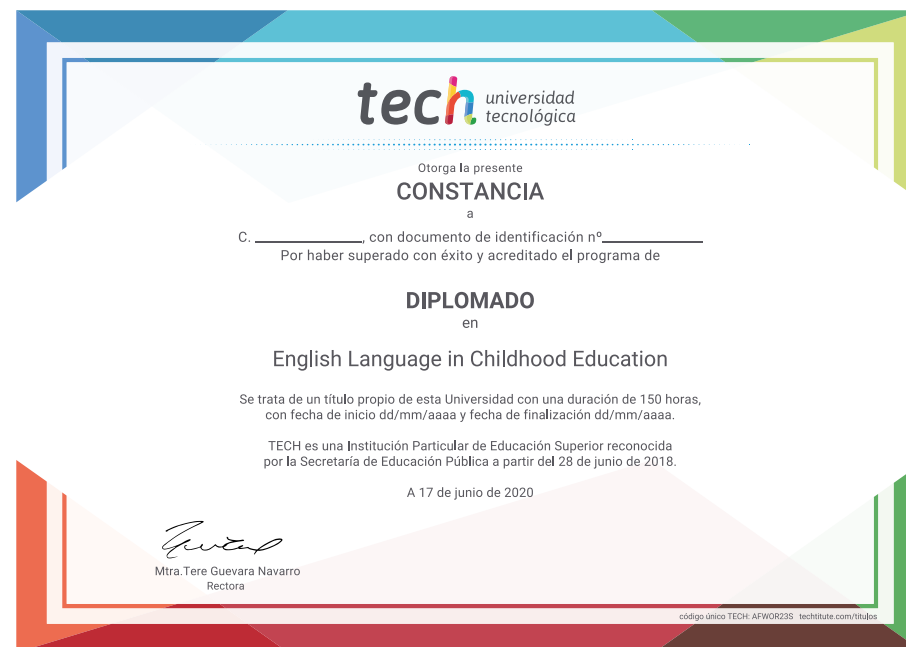 tech universidad
tecnológica
Otorga la presente
CONSTANCIA
a
C. ____________, con documento de identificación nº____________
Por haber superado con éxito y acreditado el programa de
DIPLOMADO
en
English Language in Childhood Education
Se trata de un título propio de esta Universidad con una duración de 150 horas,
con fecha de inicio dd/mm/aaaa y fecha de finalización dd/mm/aaaa.
TECH es una Institución Particular de Educación Superior reconocida
por la Secretaría de Educación Pública a partir del 28 de junio de 2018.
A 17 de junio de 2020
Mtra.Tere Guevara Navarro
Rectora
código único TECH: AFWOR23S techtitute.com/titulos